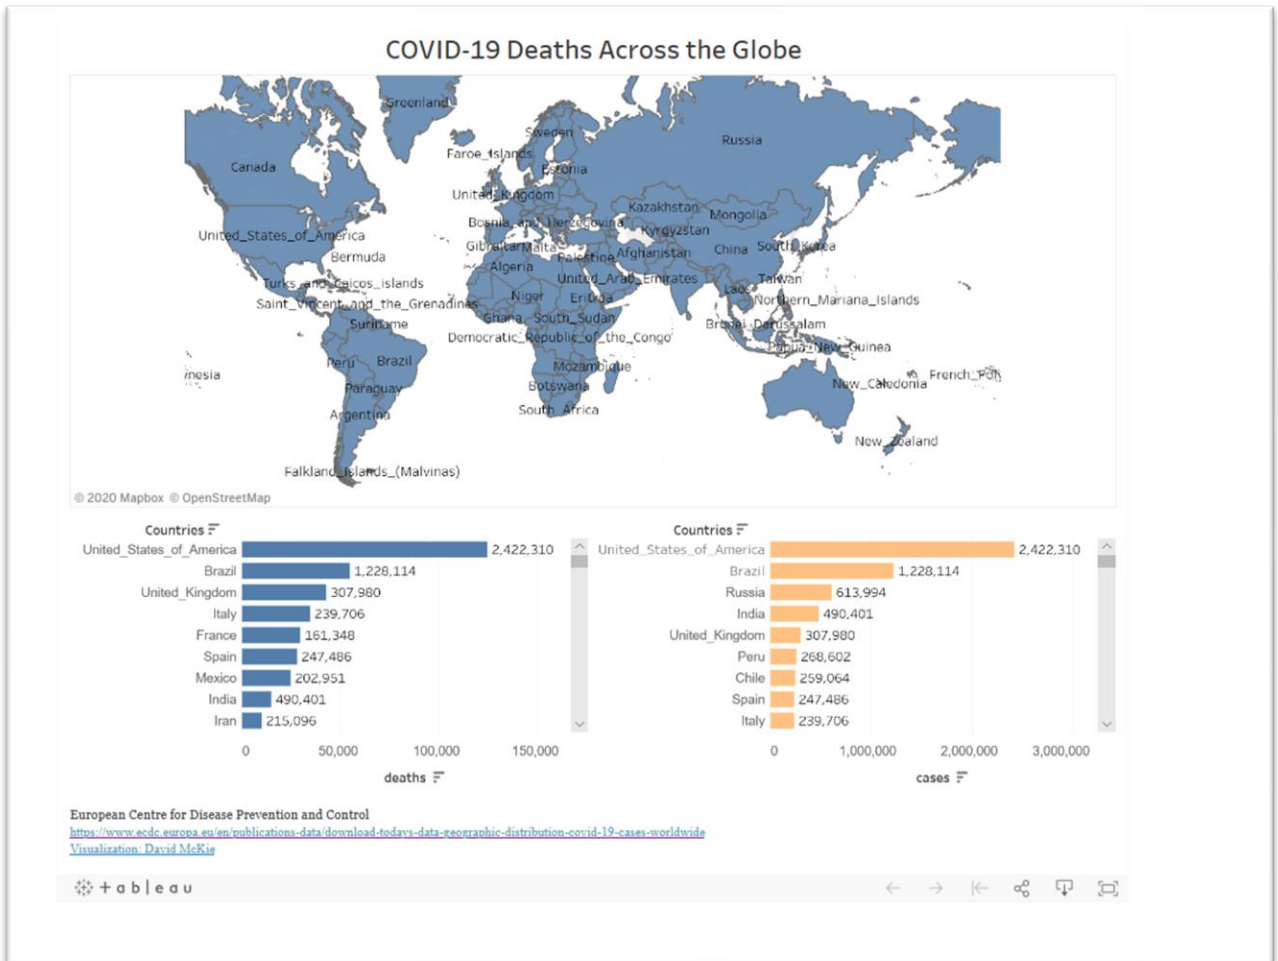 COVID-19 Deaths Across the Globe
Greenland
Sweden
Russia
Faroe_Islands
Canada
Estonia
United_Kingdom
Kazakhstan
Mongolia
Bosnia_and_Herzegovina
Kyrgyzstan
United_States_of_America
Gibraltar
Malta
Palestine
Afghanistan
China
South_Korea
Bermuda
Algeria
United_Arab_Emirates
Taiwan
Turks_and_Caicos_islands
Laos
Niger
Eritrea
Northern_Mariana_Islands
Saint_Vincent_and_the_Grenadines
Ghana
South_Sudan
Suriname
Brunei_Darussalam
Democratic_Republic_of_the_Congo
Papua_New_Guinea
Peru
Brazil
Mozambique
nesia
French_Pol
Paraguay
Botswana
New_Caledonia
Argentina
South_Africa
New_Zealand
Falkland_Islands_(Malvinas)
© 2020 Mapbox © OpenStreetMap
Countries
United_States_of_America 2,422,310
Brazil 1,228,114
United_Kingdom 307,980
Italy 239,706
France 161,348
Spain 247,486
Mexico 202,951
India 490,401
Iran 215,096
0 50,000 100,000 150,000
deaths
Countries
United_States_of_America 2,422,310
Brazil 1,228,114
Russia 613,994
India 490,401
United_Kingdom 307,980
Peru 268,602
Chile 259,064
Spain 247,486
Italy 239,706
0 1,000,000 2,000,000 3,000,000
cases
European Centre for Disease Prevention and Control
https://www.ecdc.europa.eu/en/publications-data/download-todays-data-geographic-distribution-covid-19-cases-worldwide
Visualization: David McKie
+ableau